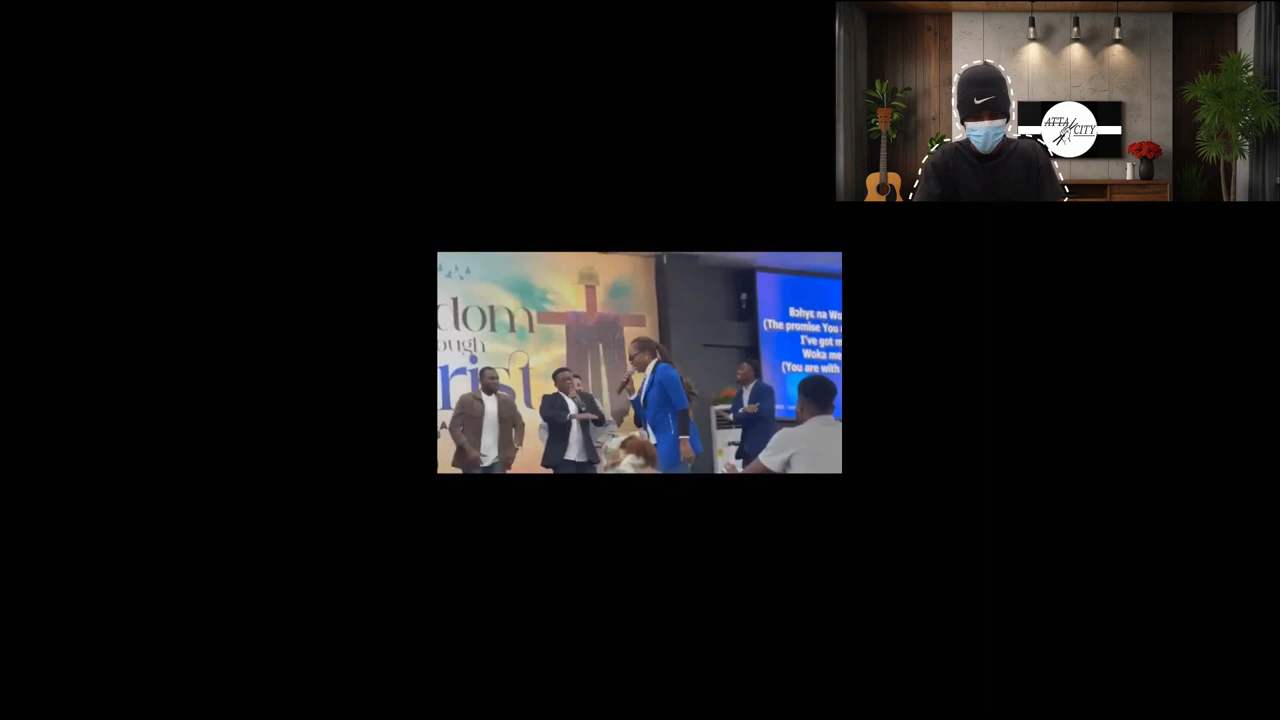 ATTA
CITY
dom
ough
rist
Bɔhyɛ na Wo
(The promise You
I've got m
Woka me
(You are with